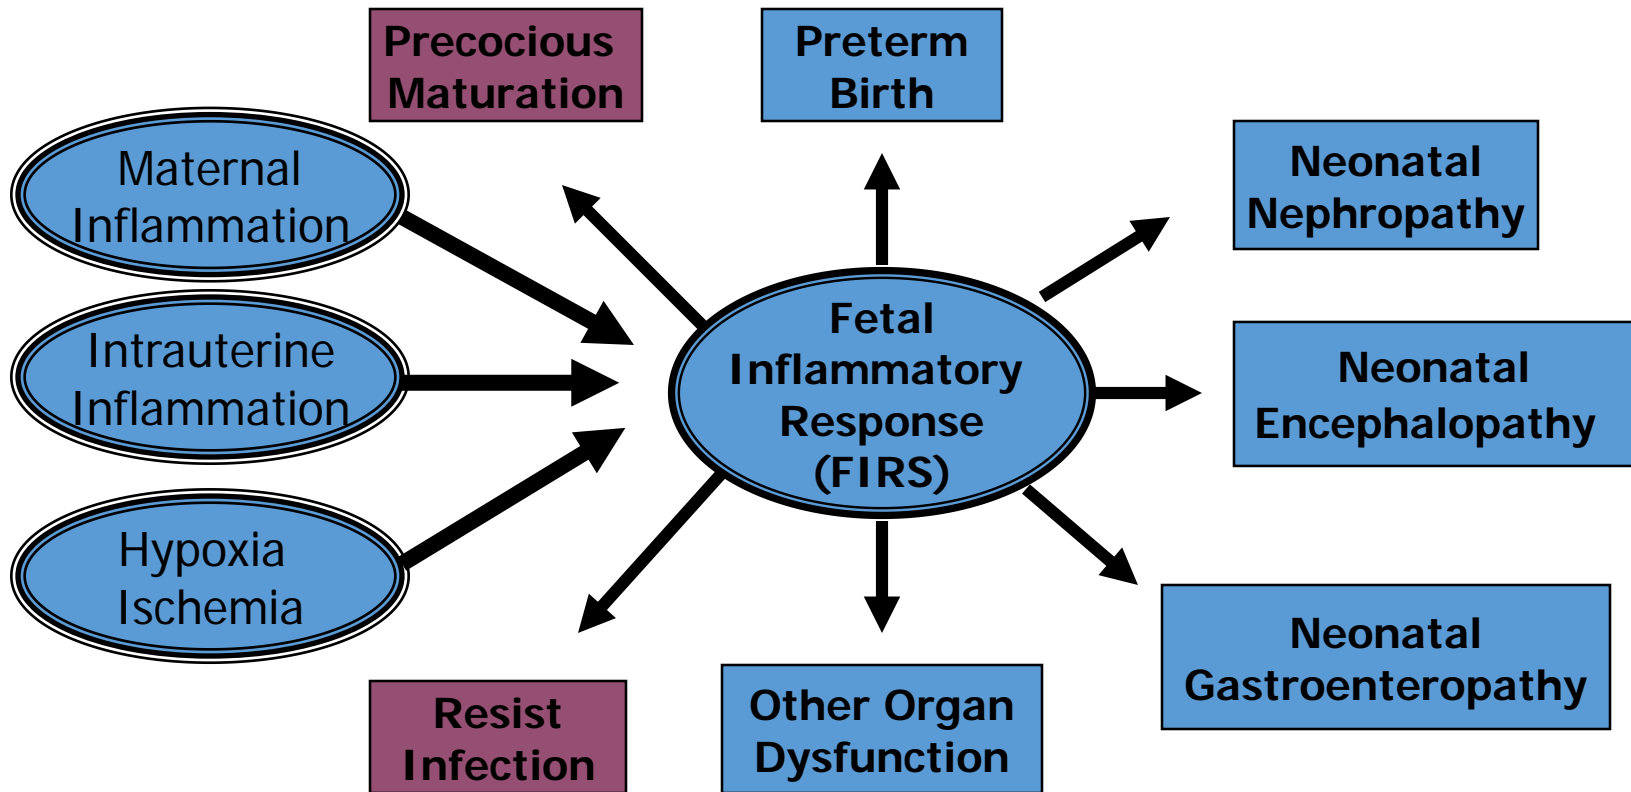 Precocious
Maturation
Preterm
Birth
Maternal
Inflammation
Neonatal
Nephropathy
Intrauterine
Inflammation
Fetal
Inflammatory
Response
(FIRS)
Neonatal
Encephalopathy
Hypoxia
Ischemia
Neonatal
Gastroenteropathy
Resist
Infection
Other Organ
Dysfunction